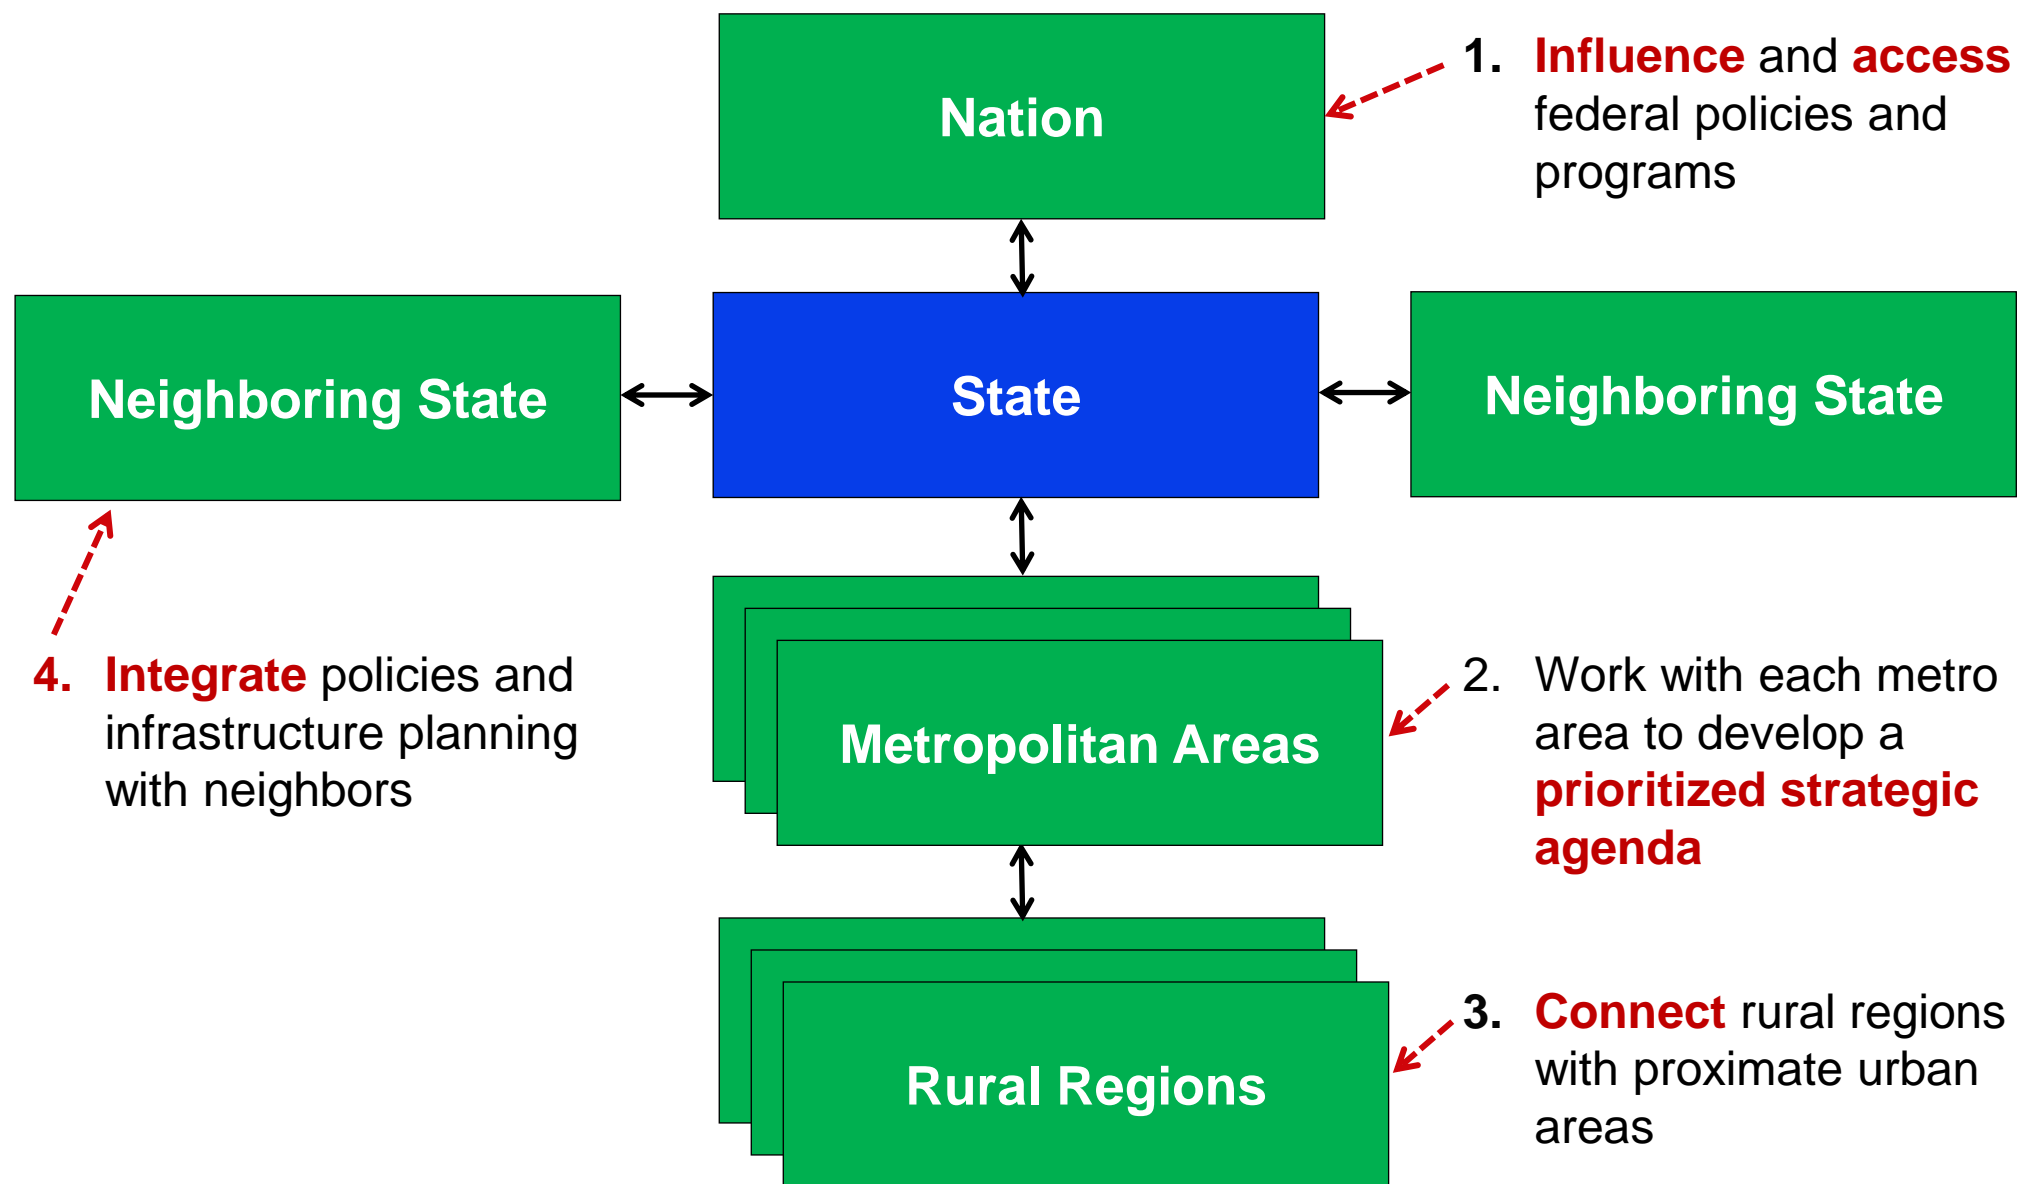 Nation
1. Influence and access
federal policies and
programs
Neighboring State
State
Neighboring State
4. Integrate policies and
infrastructure planning
with neighbors
Metropolitan Areas
2. Work with each metro
area to develop a
prioritized strategic
agenda
Rural Regions
3. Connect rural regions
with proximate urban
areas